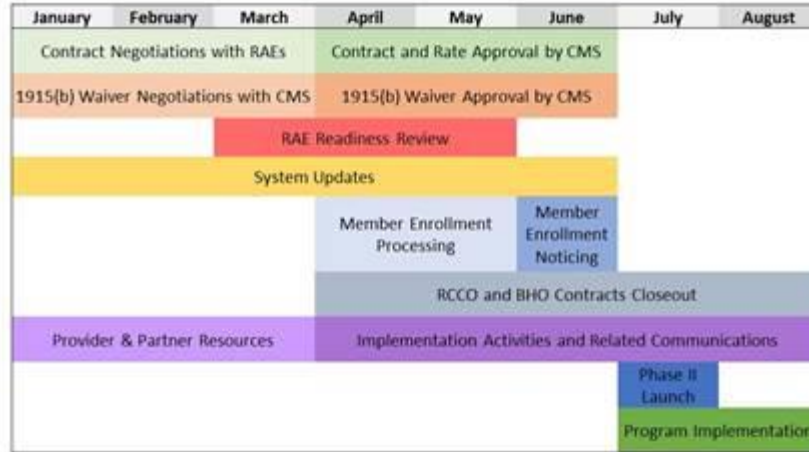 January February March April May June July August
Contract Negotiations with RAEs Contract and Rate Approval by CMS
1915(b) Waiver Negotiations with CMS 1915(b) Waiver Approval by CMS
RAE Readiness Review
System Updates
Member Enrollment
Processing
Member
Enrollment
Noticing
RCCO and BHO Contracts Closeout
Provider & Partner Resources Implementation Activities and Related Communications
Phase II
Launch
Program Implementation